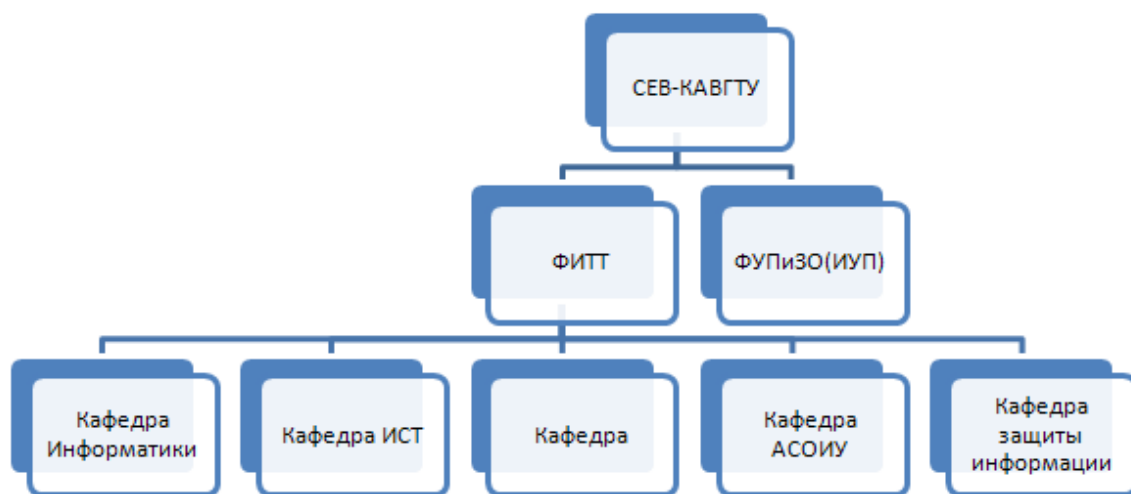 СЕВ-КАВГТУ
ФИТТ
ФУПиЗО(ИУП)
Кафедра
Информатики
Кафедра ИСТ
Кафедра
Кафедра
АСОИУ
Кафедра
защиты
информации